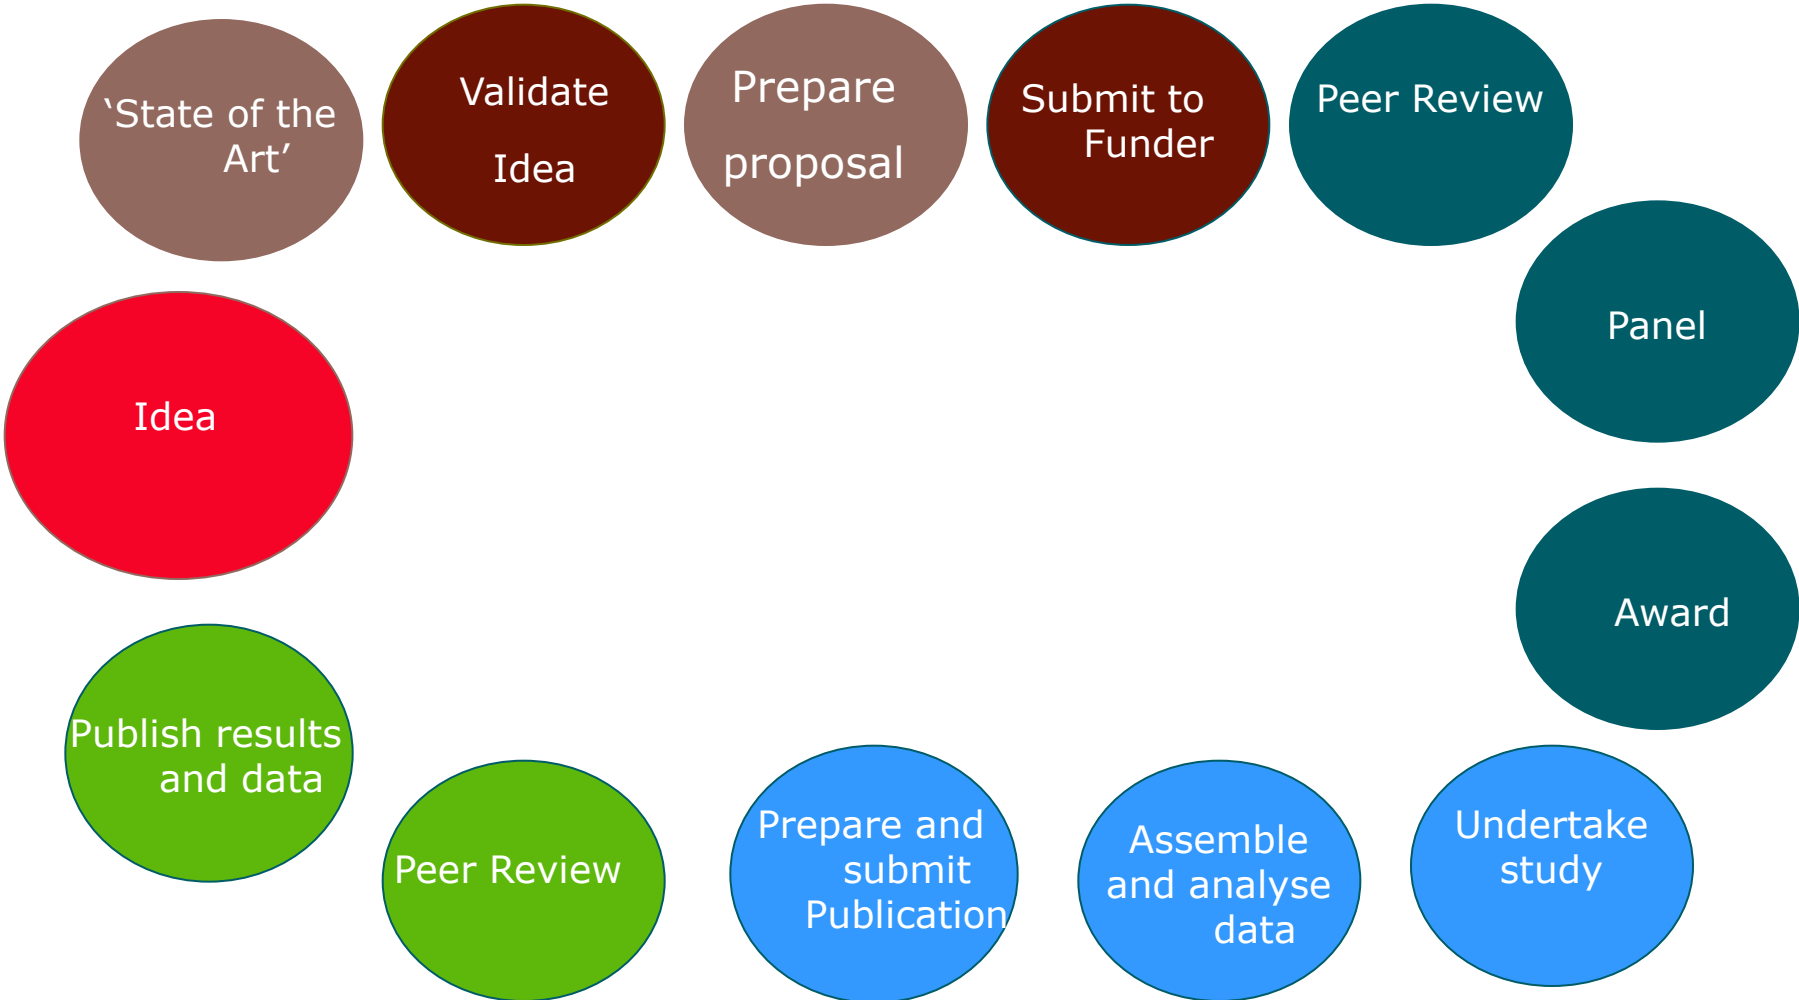 ‘State of the
Art’
Validate
Idea
Prepare
proposal
Submit to
Funder
Peer Review
Panel
Idea
Award
Publish results
and data
Peer Review
Prepare and
submit
Publication
Assemble
and analyse
data
Undertake
study